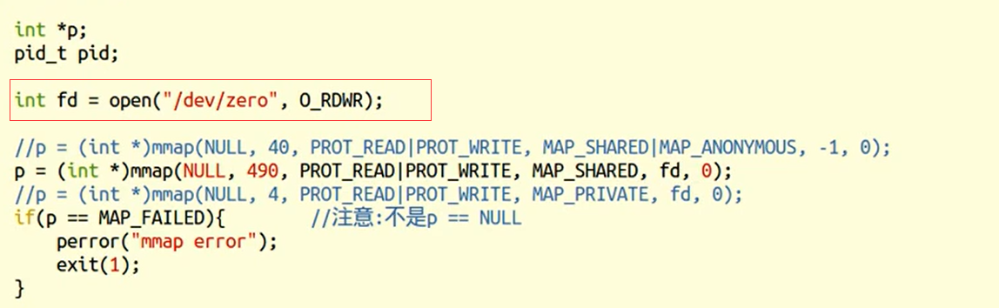 int *p;
pid_t pid;
int fd = open("/dev/zero", O_RDWR);
//p = (int *)mmap(NULL, 40, PROT_READ|PROT_WRITE, MAP_SHARED|MAP_ANONYMOUS, -1, 0);
p = (int *)mmap(NULL, 490, PROT_READ|PROT_WRITE, MAP_SHARED, fd, 0);
//p = (int *)mmap(NULL, 4, PROT_READ|PROT_WRITE, MAP_PRIVATE, fd, 0);
if(p == MAP_FAILED){ //注意:不是p == NULL
perror("mmap error");
exit(1);
}